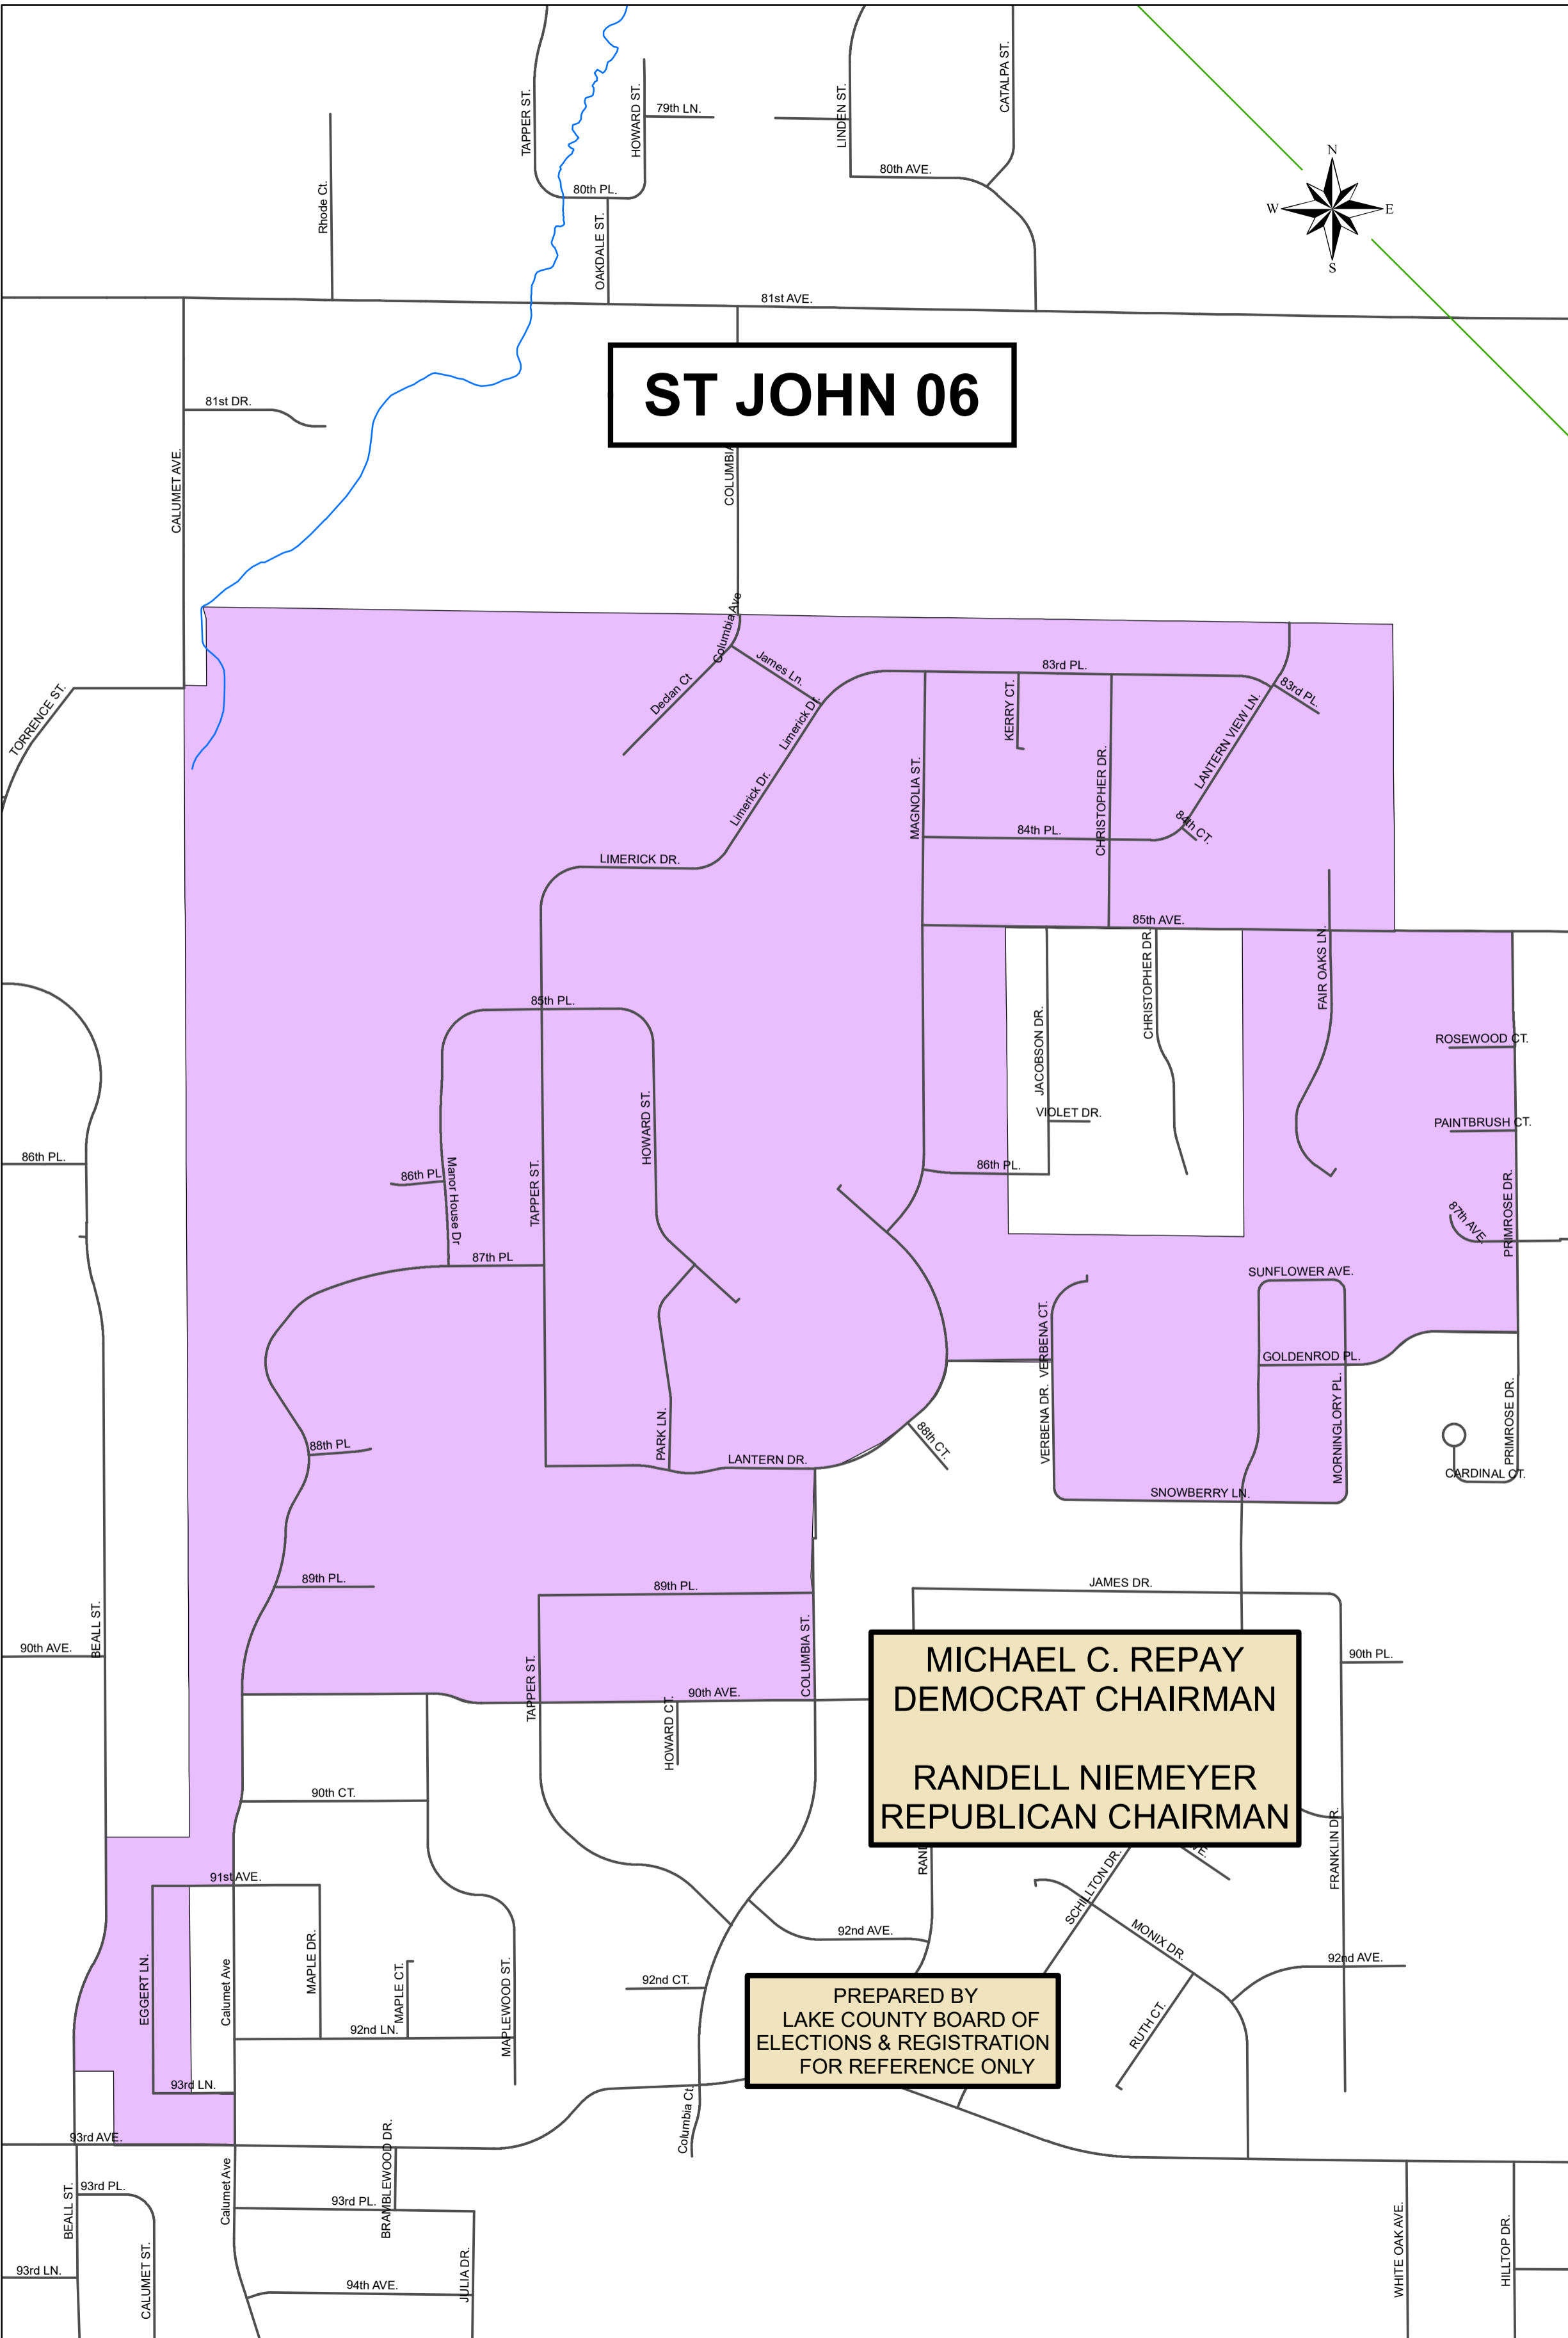 TAPPER ST.
HOWARD ST.
79th LN.
LINDEN ST.
CATALPA ST.
80th AVE.
80th PL.
Rhode Ct.
OAKDALE ST.
N
W
E
S
81st AVE.
ST JOHN 06
81st DR.
CALUMET AVE.
COLUMBIA
Columbia Ave
James Ln.
Declan Ct
Limerick Dr.
83rd PL.
KERRY CT.
83rd PL.
LANTERN VIEW LN.
TORRENCE ST.
Limerick Dr.
MAGNOLIA ST.
CHRISTOPHER DR.
84th PL.
84th CT.
LIMERICK DR.
85th AVE.
CHRISTOPHER DR.
FAIR OAKS LN.
85th PL.
JACOBSON DR.
ROSEWOOD CT.
HOWARD ST.
VIOLET DR.
PAINTBRUSH CT.
86th PL.
86th PL
Manor House Dr
TAPPER ST.
86th PL.
PRIMROSE DR.
87th AVE.
87th PL
SUNFLOWER AVE.
VERBENA CT.
GOLDENROD PL.
VERBENA DR.
MORNINGLORY PL.
PRIMROSE DR.
88th PL
PARK LN.
88th CT.
LANTERN DR.
CARDINAL CT.
SNOWBERRY LN.
89th PL.
89th PL.
JAMES DR.
90th AVE.
BEALL ST.
COLUMBIA ST.
TAPPER ST.
90th AVE.
90th PL.
MICHAEL C. REPAY
DEMOCRAT CHAIRMAN
RANDELL NIEMEYER
REPUBLICAN CHAIRMAN
HOWARD CT.
90th CT.
FRANKLIN DR.
91st AVE.
SCHILLTON DR.
EGGERT LN.
Calumet Ave
MAPLE DR.
MAPLE CT.
MAPLEWOOD ST.
92nd AVE.
MONIX DR.
92nd AVE.
92nd CT.
92nd LN.
RUTH CT.
PREPARED BY
LAKE COUNTY BOARD OF
ELECTIONS & REGISTRATION
FOR REFERENCE ONLY
93rd LN.
Columbia Ct.
93rd AVE.
BEALL ST.
93rd PL.
Calumet Ave
93rd PL.
BRAMBLEWOOD DR.
WHITE OAK AVE.
HILLTOP DR.
93rd LN.
CALUMET ST.
94th AVE.
JULIA DR.